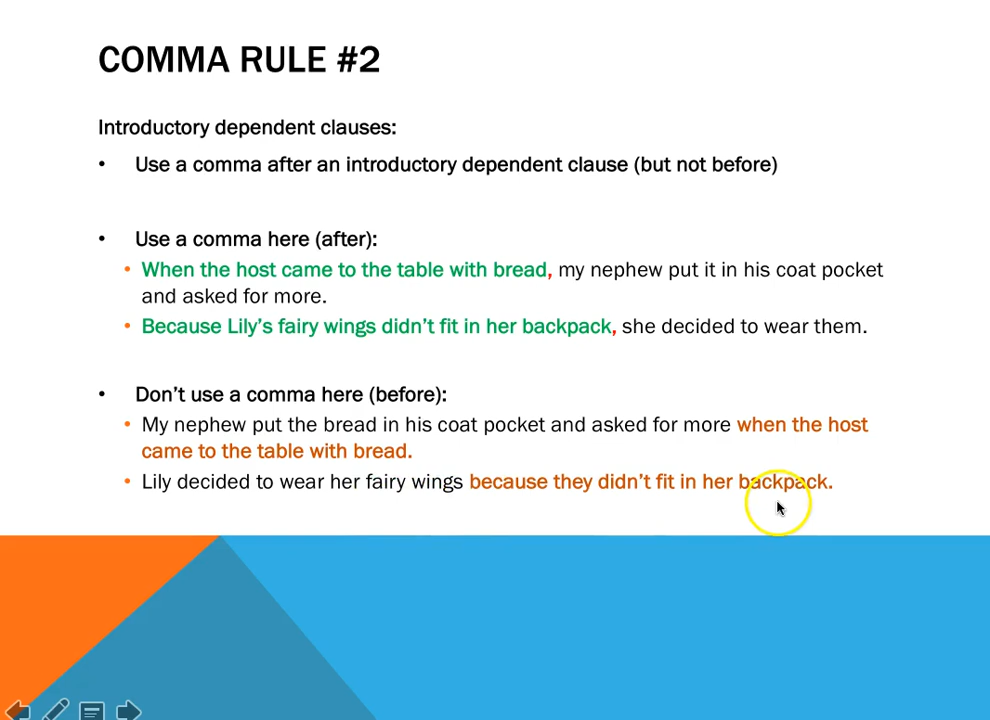 COMMA RULE #2
Introductory dependent clauses:
• Use a comma after an introductory dependent clause (but not before)
• Use a comma here (after):
• When the host came to the table with bread, my nephew put it in his coat pocket
and asked for more.
• Because Lily’s fairy wings didn’t fit in her backpack, she decided to wear them.
• Don’t use a comma here (before):
• My nephew put the bread in his coat pocket and asked for more when the host
came to the table with bread.
• Lily decided to wear her fairy wings because they didn’t fit in her backpack.